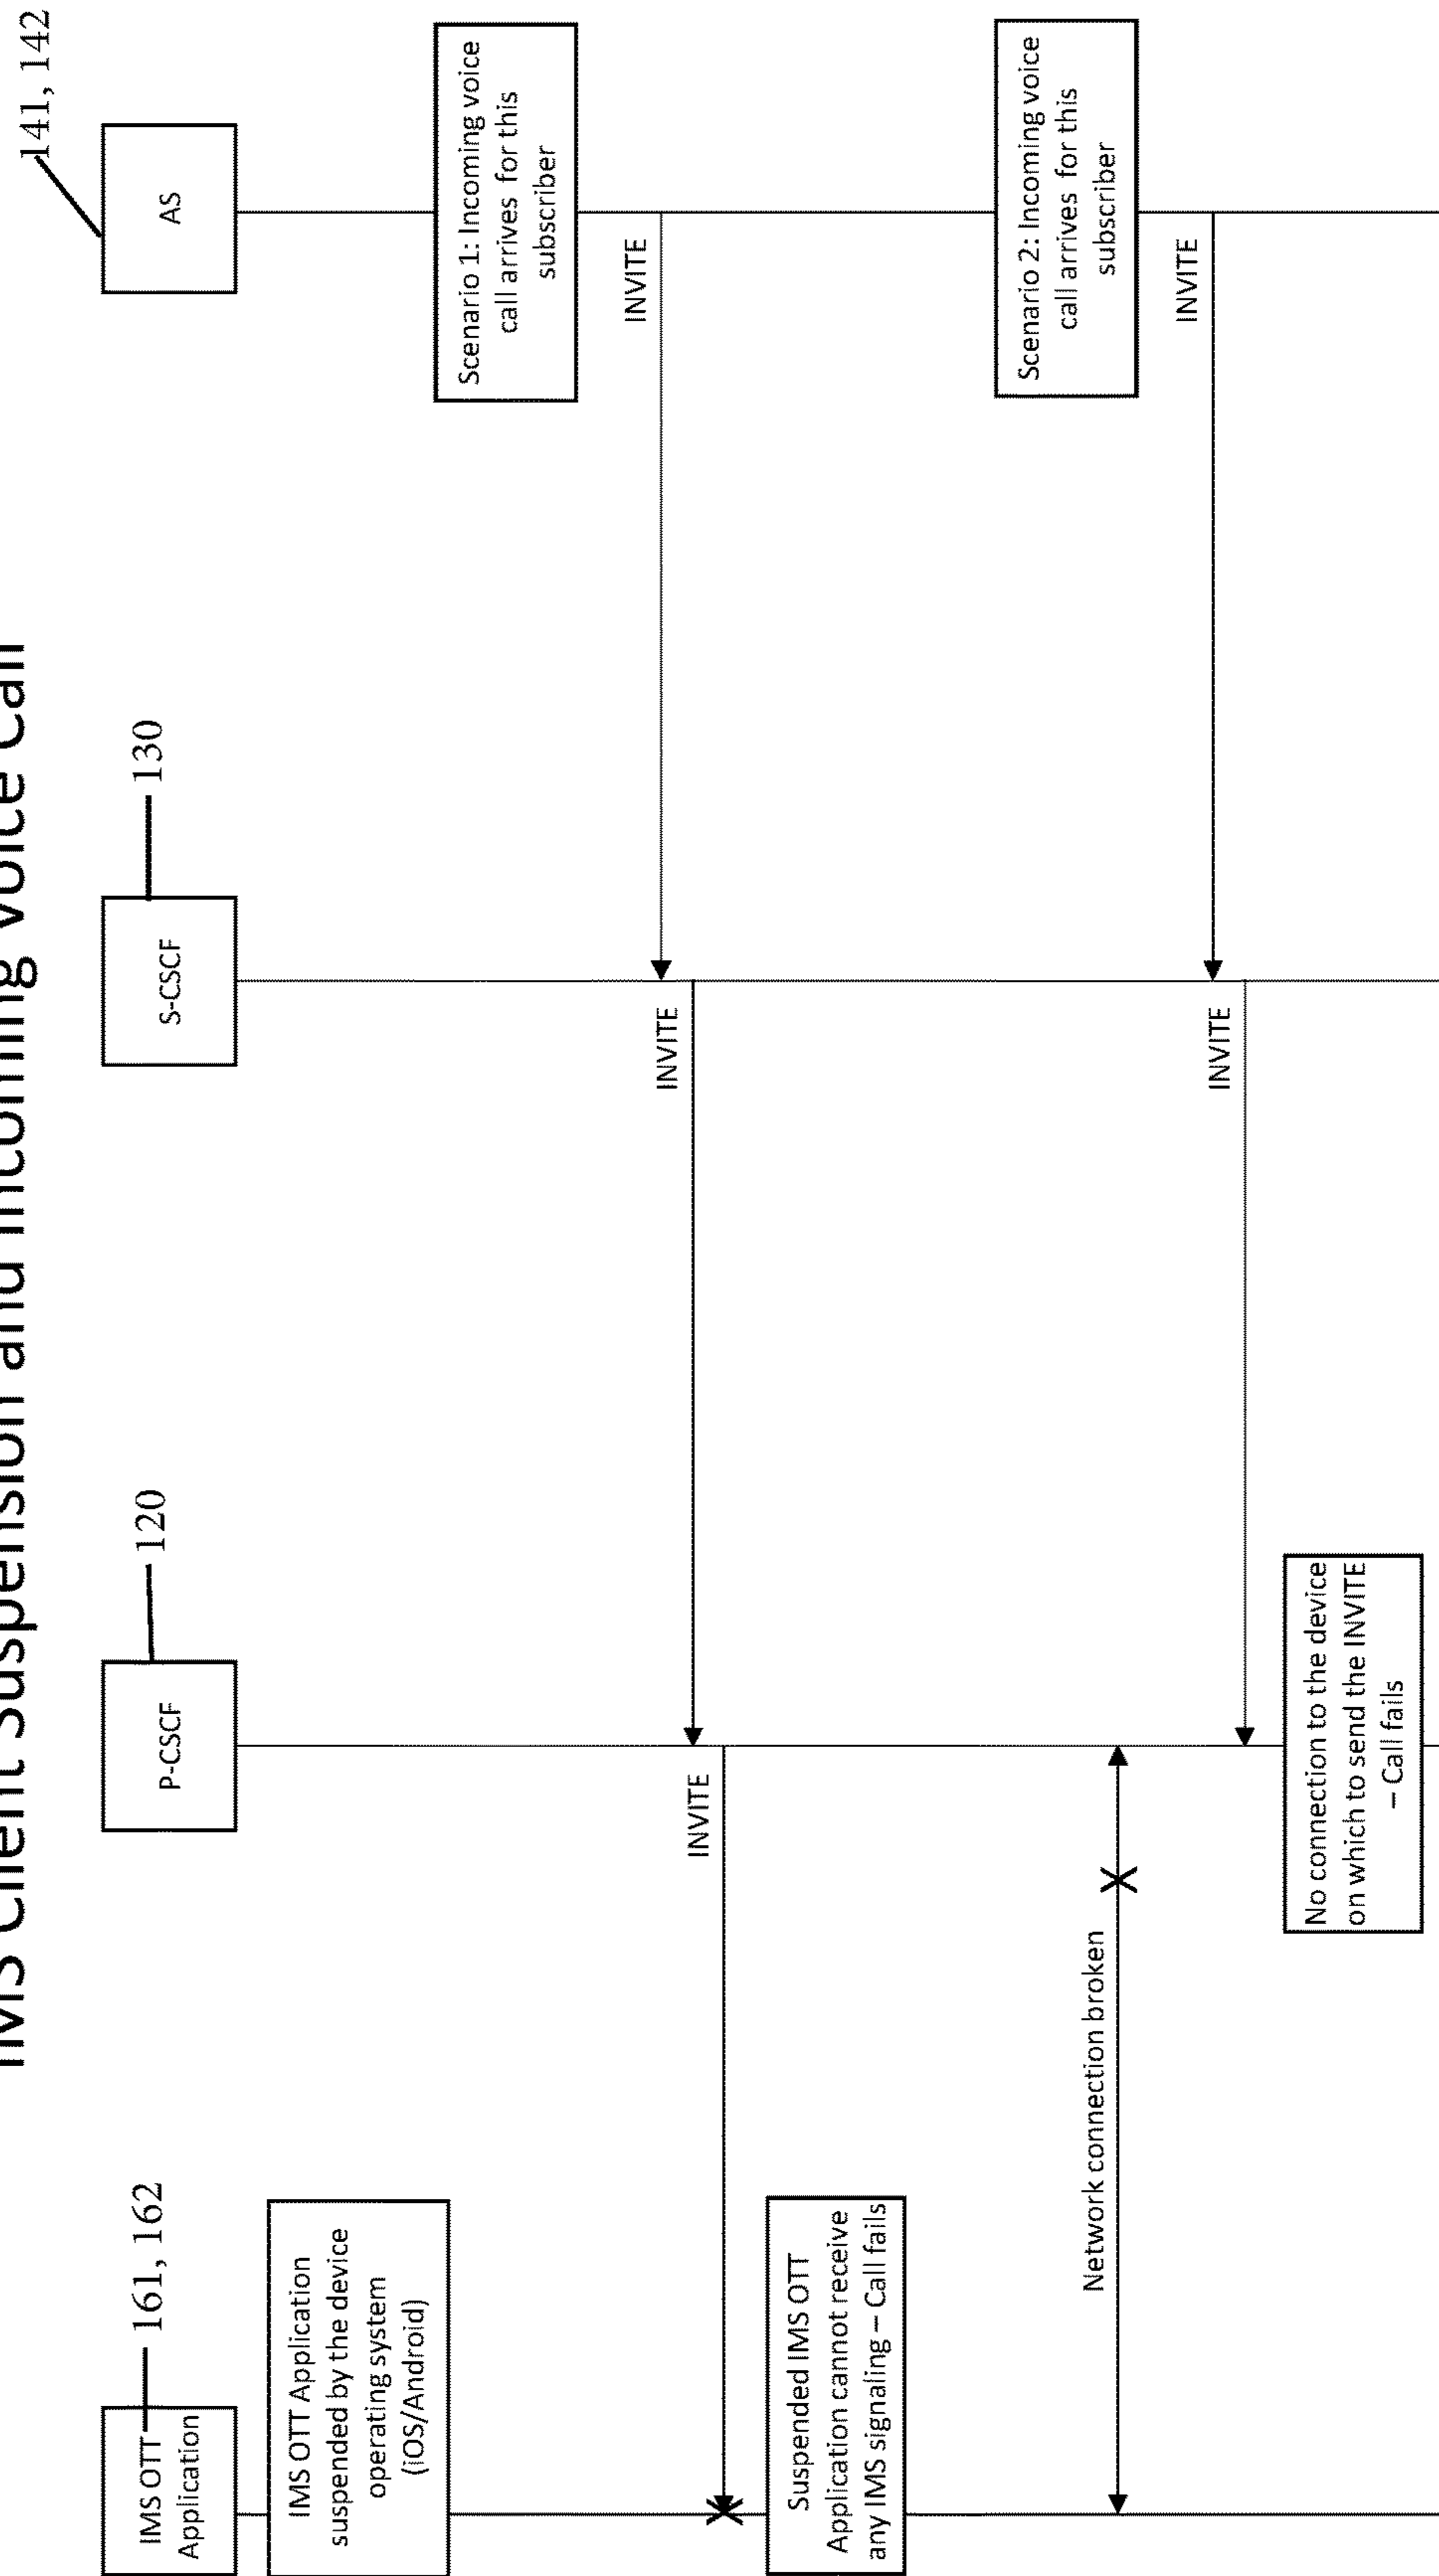 IMS Client Suspension and Incoming Voice Call
IMS OTT
Application
161, 162
P-CSCF
120
S-CSCF
130
AS
141, 142
IMS OTT Application
suspended by the device
operating system
(iOS/Android)
Scenario 1: Incoming voice
call arrives for this
subscriber
INVITE
INVITE
INVITE
Suspended IMS OTT
Application cannot receive
any IMS signaling – Call fails
Scenario 2: Incoming voice
call arrives for this
subscriber
Network connection broken
INVITE
INVITE
No connection to the device
on which to send the INVITE
– Call fails